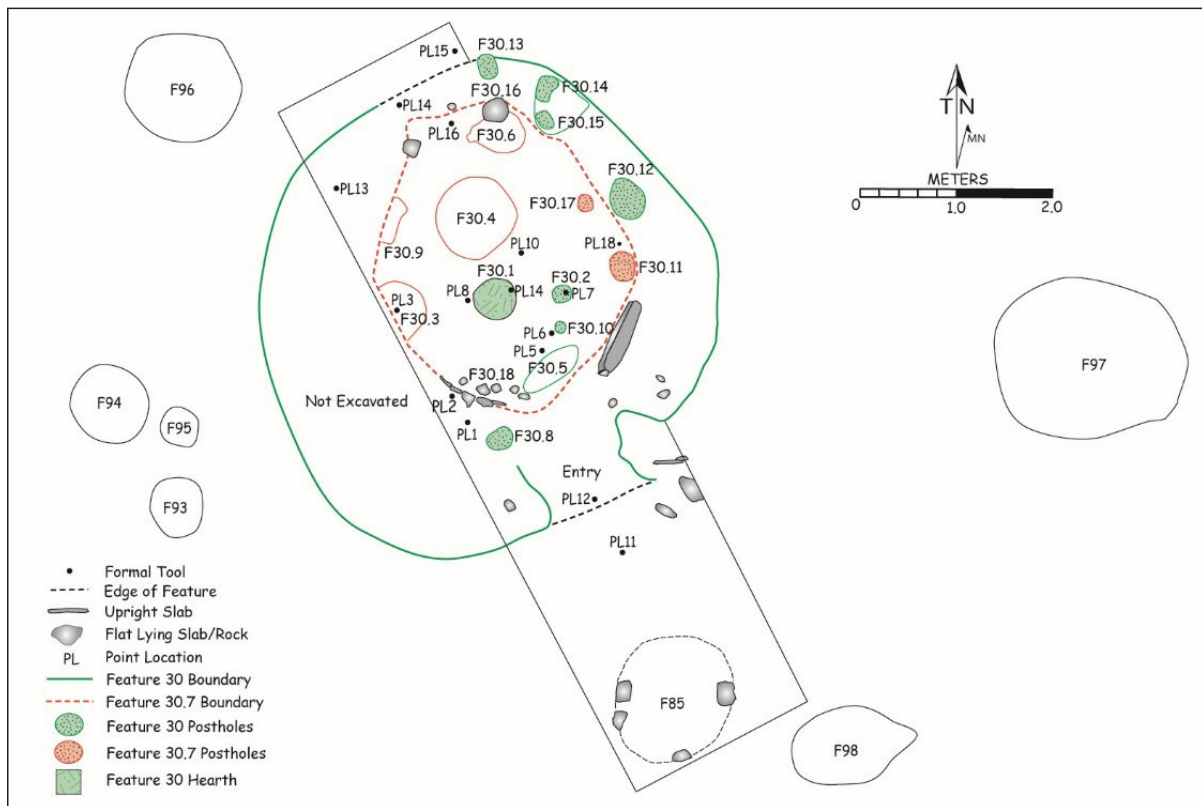 PL15
F30.13
F96
F30.14
F30.16
PL14
F30.15
PL16
F30.6
TN
MN
F30.12
PL13
METERS
0 1.0 2.0
F30.17
F30.4
PL18
F30.9
PL10
F30.11
F30.1
F30.2
PL3
PL8
PL14
PL7
F30.3
PL6
F30.10
PL5
F30.5
F97
F30.18
F94
Not Excavated
PL2
F95
PL1
F30.8
Entry
PL12
F93
PL11
Formal Tool
Edge of Feature
Upright Slab
Flat Lying Slab/Rock
PL Point Location
Feature 30 Boundary
Feature 30.7 Boundary
F85
Feature 30 Postholes
F98
Feature 30.7 Postholes
Feature 30 Hearth